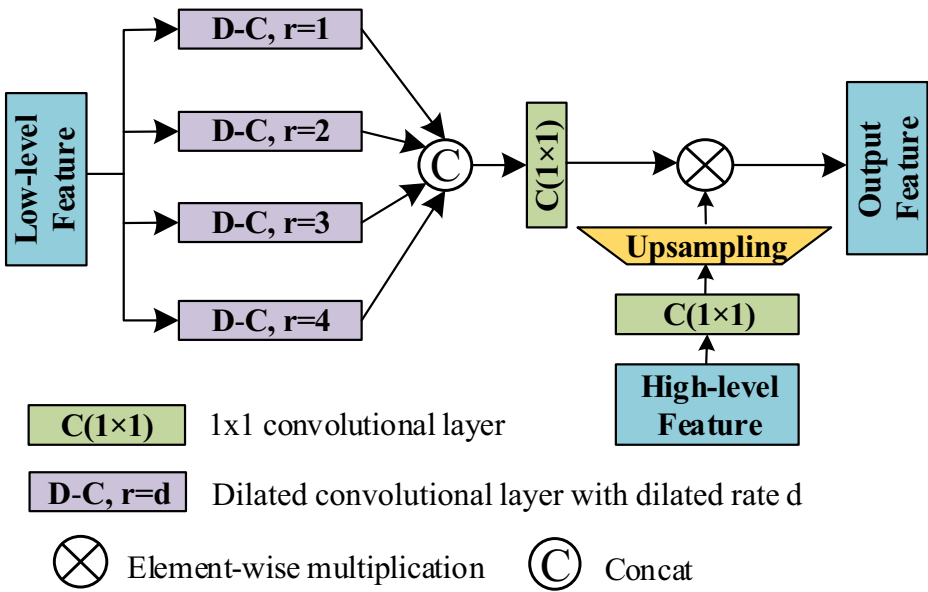 Low-level
Feature
D-C, r=1
D-C, r=2
D-C, r=3
D-C, r=4
C
C(1×1)
Upsampling
C(1×1)
High-level
Feature
Output
Feature
C(1×1) 1x1 convolutional layer
D-C, r=d Dilated convolutional layer with dilated rate d
Element-wise multiplication C Concat